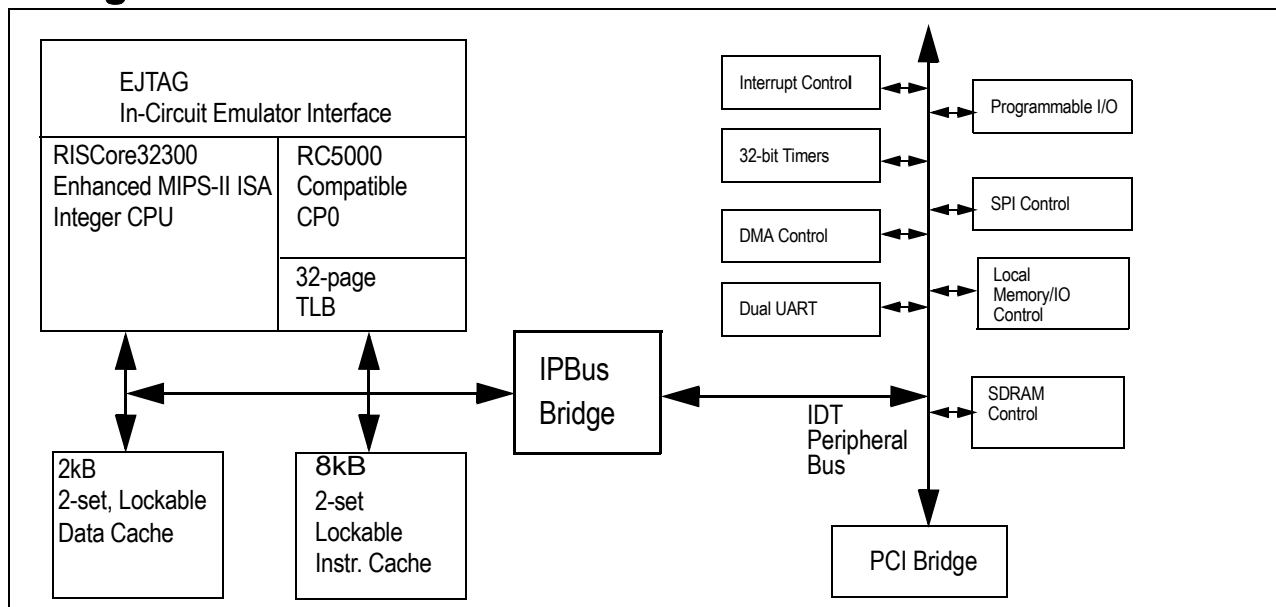 EJTAG
In-Circuit Emulator Interface
RISCore32300
Enhanced MIPS-II ISA
Integer CPU
RC5000
Compatible
CP0
32-page
TLB
2kB
2-set, Lockable
Data Cache
8kB
2-set
Lockable
Instr. Cache
IPBus
Bridge
IDT
Peripheral
Bus
Interrupt Control
32-bit Timers
DMA Control
Dual UART
Programmable I/O
SPI Control
Local
Memory/IO
Control
SDRAM
Control
PCI Bridge